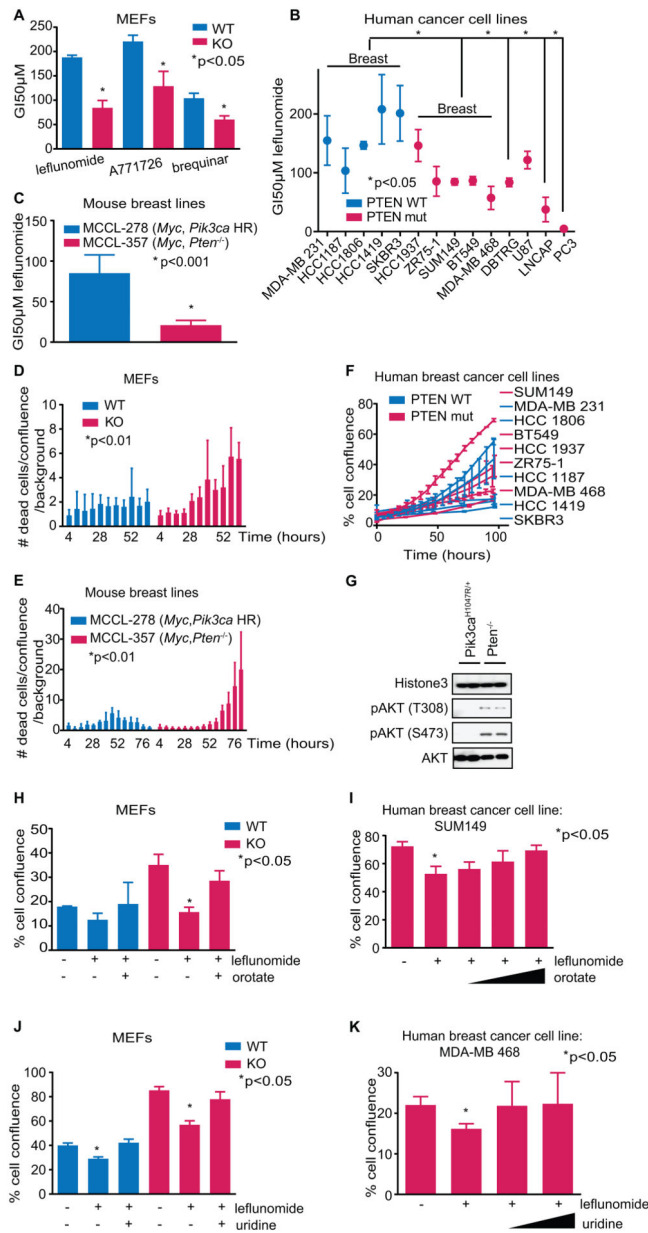 A
MEFs
GI50µM
250
200
150
100
50
0
WT
KO
*p<0.05
*
*
*
leflunomide
A771726
brequinar
B
Human cancer cell lines
*
*
*
*
Breast
Breast
GI50µM leflunomide
200
100
0
*p<0.05
PTEN WT
PTEN mut
MDA-MB 231
HCC1187
HCC1806
HCC1419
SKBR3
HCC1937
ZR75-1
SUM149
BT549
MDA-MB 468
DBTRG
U87
LNCAP
PC3
C
Mouse breast lines
GI50µM leflunomide
150
100
50
0
MCCL-278 (Myc, Pik3ca HR)
MCCL-357 (Myc, Pten-/-)
*p<0.001
*
D
MEFs
# dead cells/confluence
/background
10
8
6
4
2
0
WT
KO
*p<0.01
4 28 52 4 28 52 Time (hours)
E
Mouse breast lines
# dead cells/confluence
/background
40
30
20
10
0
MCCL-278 (Myc,Pik3ca HR)
MCCL-357 (Myc,Pten-/-)
*p<0.01
4 28 52 76 4 28 52 76 Time (hours)
F
Human breast cancer cell lines
% cell confluence
80
60
40
20
0
PTEN WT
PTEN mut
SUM149
MDA-MB 231
HCC 1806
BT549
HCC 1937
ZR75-1
HCC 1187
MDA-MB 468
HCC 1419
SKBR3
0 50 100
Time (hours)
G
Pik3caH1047R/+
Pten-/-
Histone3
pAKT (T308)
pAKT (S473)
AKT
H
MEFs
% cell confluence
50
40
30
20
10
0
WT
KO
*p<0.05
*
- + + - + + leflunomide
- - + - - + orotate
I
Human breast cancer cell line:
SUM149
*p<0.05
% cell confluence
80
60
40
20
0
*
- + + + + leflunomide
orotate
J
MEFs
% cell confluence
100
80
60
40
20
0
WT
KO
*p<0.05
*
*
- + + - + + leflunomide
- - + - - + uridine
K
Human breast cancer cell line:
MDA-MB 468
*p<0.05
% cell confluence
30
20
10
0
*
- + + + leflunomide
uridine